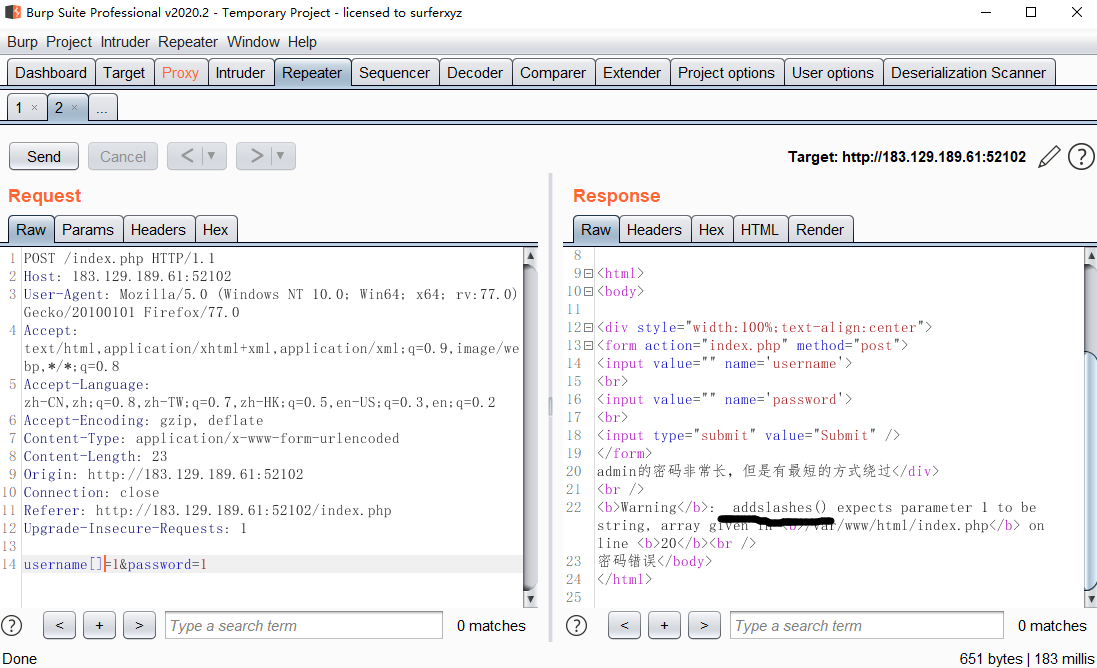 Burp Suite Professional v2020.2 - Temporary Project - licensed to surferxyz
Burp Project Intruder Repeater Window Help
Dashboard Target Proxy Intruder Repeater Sequencer Decoder Comparer Extender Project options User options Deserialization Scanner
1 × 2 × ...
Send Cancel < ▼ > ▼ Target: http://183.129.189.61:52102 ?
Request
Raw Params Headers Hex
1 POST /index.php HTTP/1.1
2 Host: 183.129.189.61:52102
3 User-Agent: Mozilla/5.0 (Windows NT 10.0; Win64; x64; rv:77.0)
Gecko/20100101 Firefox/77.0
4 Accept:
text/html,application/xhtml+xml,application/xml;q=0.9,image/we
bp,*/*;q=0.8
5 Accept-Language:
zh-CN,zh;q=0.8,zh-TW;q=0.7,zh-HK;q=0.5,en-US;q=0.3,en;q=0.2
6 Accept-Encoding: gzip, deflate
7 Content-Type: application/x-www-form-urlencoded
8 Content-Length: 23
9 Origin: http://183.129.189.61:52102
10 Connection: close
11 Referer: http://183.129.189.61:52102/index.php
12 Upgrade-Insecure-Requests: 1
13
14 username[]=1&password=1
? < + > Type a search term 0 matches
Response
Raw Headers Hex HTML Render
8
9 <html>
10 <body>
11
12 <div style="width:100%;text-align:center">
13 <form action="index.php" method="post">
14 <input value="" name='username'>
15 <br>
16 <input value="" name='password'>
17 <br>
18 <input type="submit" value="Submit" />
19 </form>
20 admin的密码非常长，但是有最短的方式绕过</div>
21 <br />
22 <b>Warning</b>: addslashes() expects parameter 1 to be
string, array given in <b>/var/www/html/index.php</b> on
line <b>20</b><br />
23 密码错误</body>
24 </html>
25
? < + > Type a search term 0 matches
Done 651 bytes | 183 millis